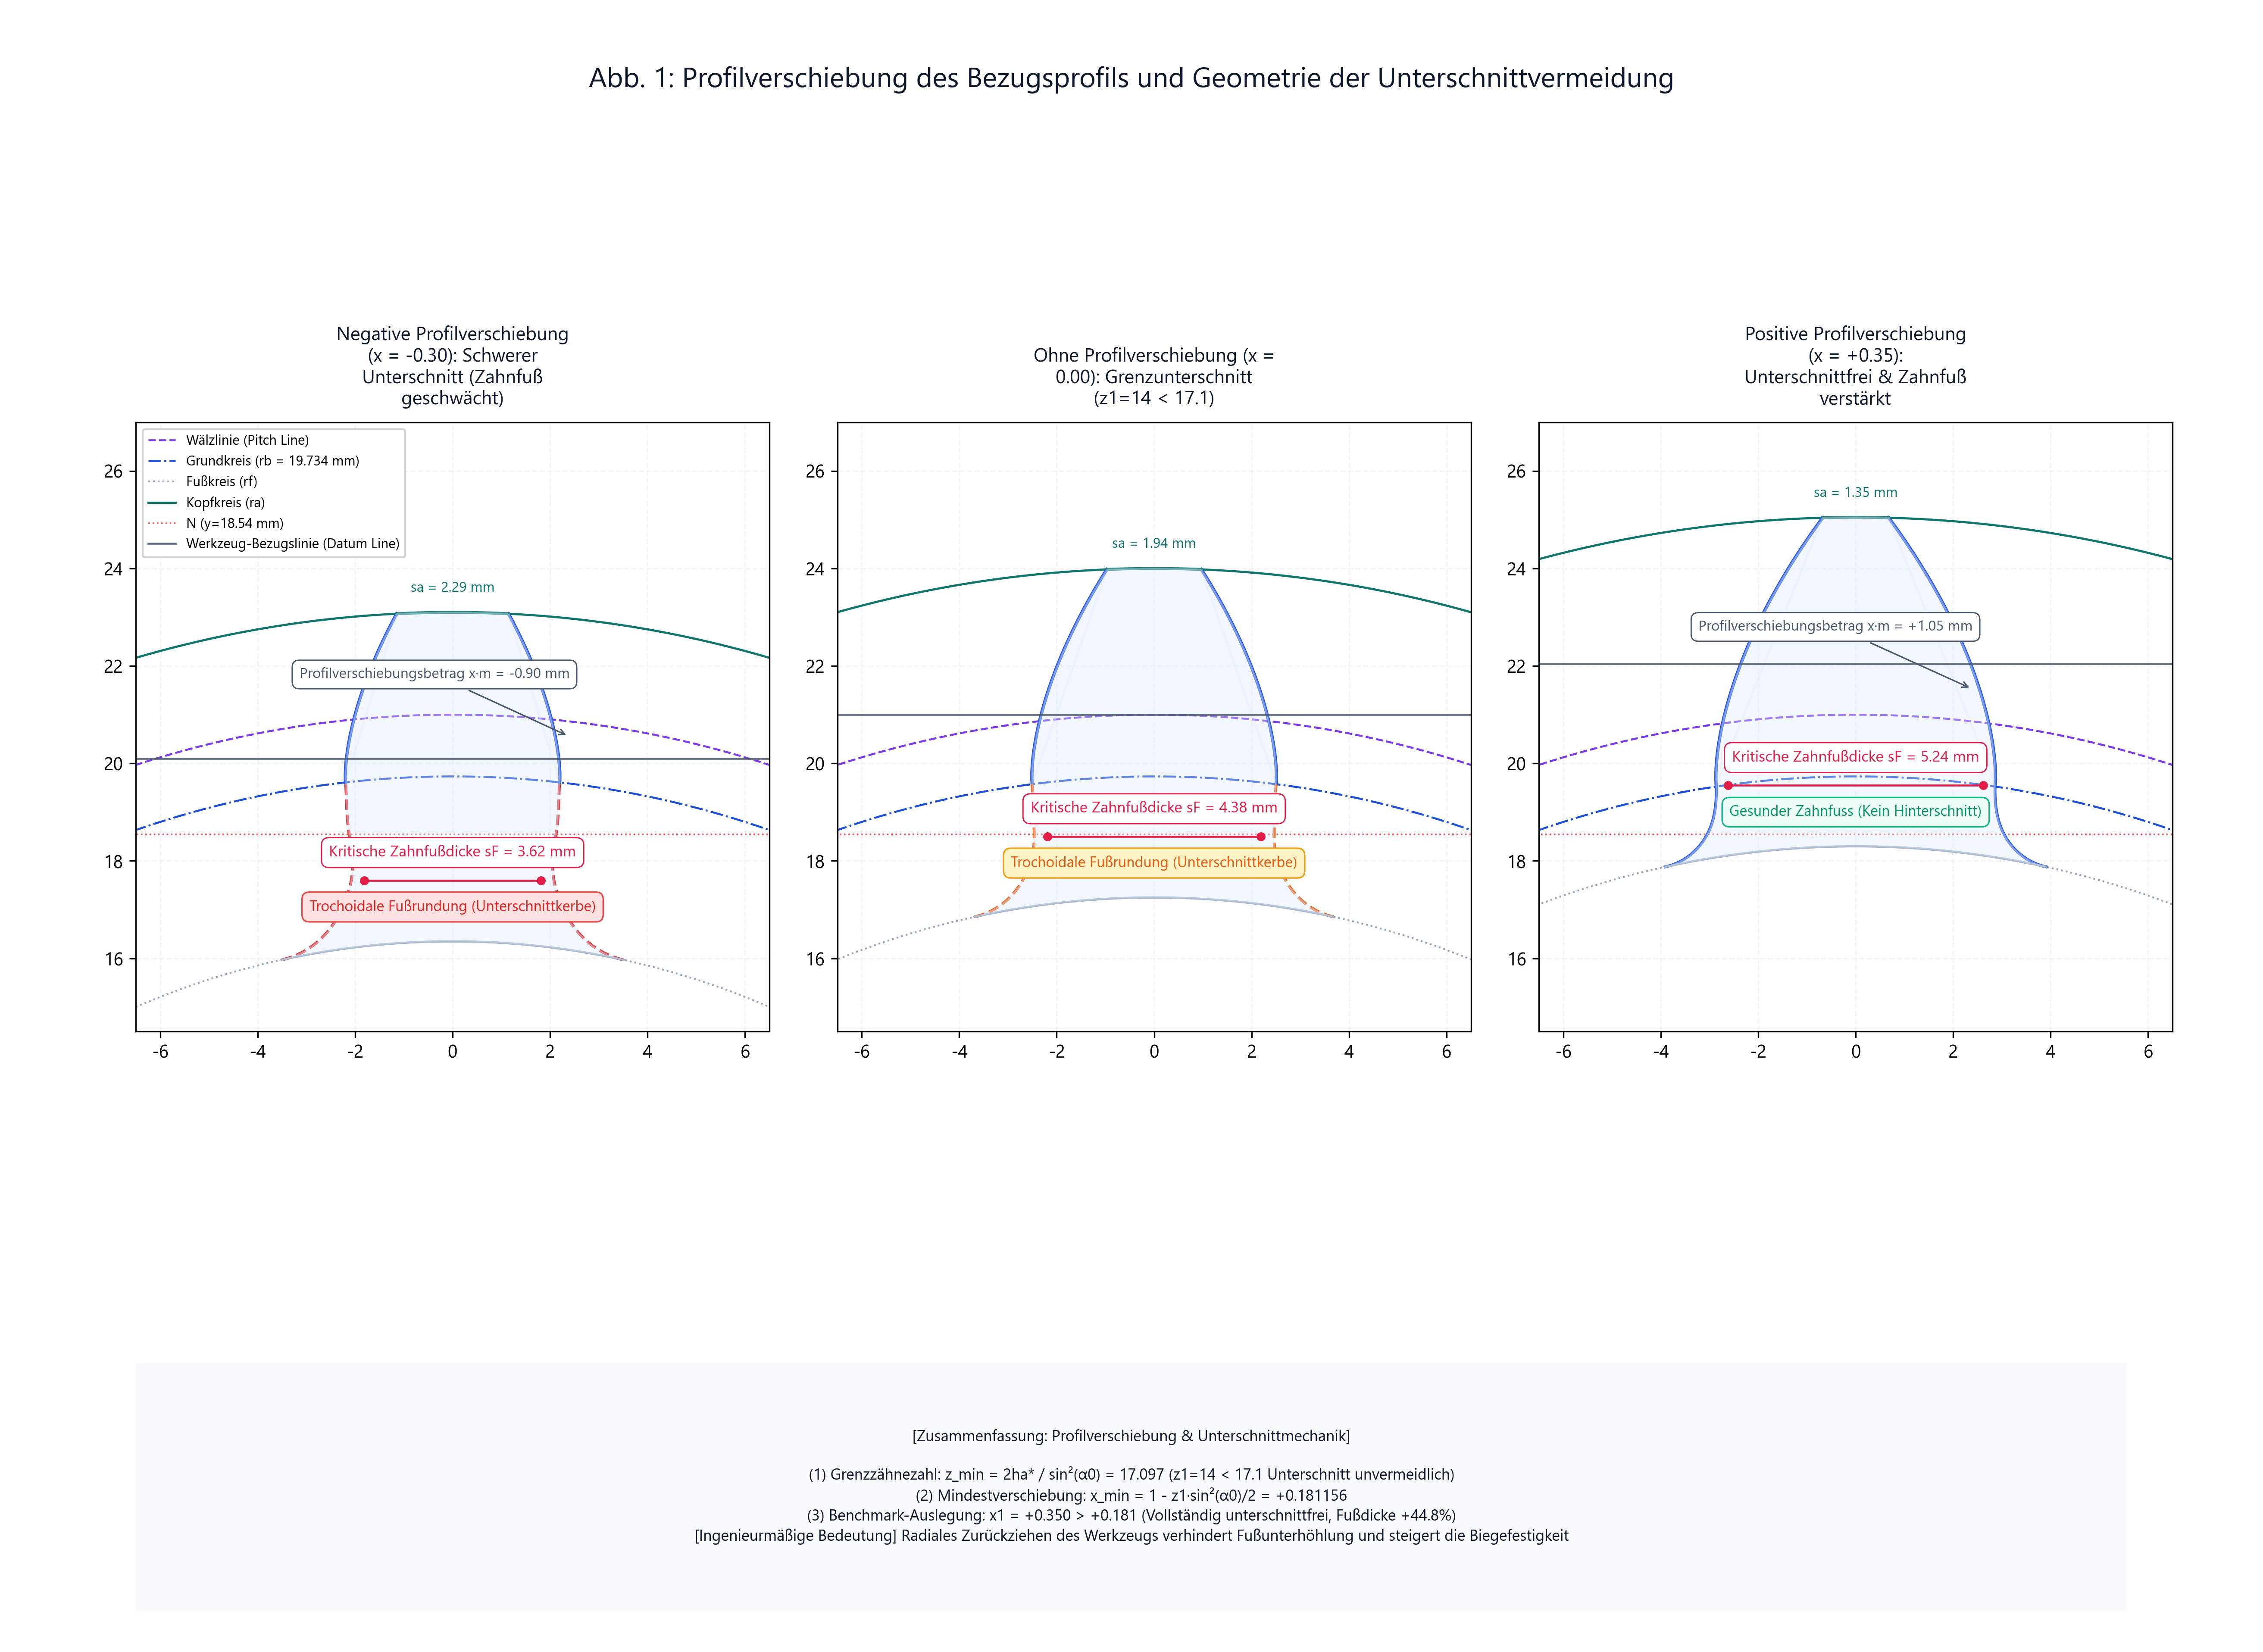 Abb. 1: Profilverschiebung des Bezugsprofils und Geometrie der Unterschnittvermeidung
Negative Profilverschiebung
(x = -0.30): Schwerer
Unterschnitt (Zahnfuß
geschwächt)
Wälzlinie (Pitch Line)
Grundkreis (rb = 19.734 mm)
Fußkreis (rf)
Kopfkreis (ra)
N (y=18.54 mm)
Werkzeug-Bezugslinie (Datum Line)
sa = 2.29 mm
Profilverschiebungsbetrag x·m = -0.90 mm
Kritische Zahnfußdicke sF = 3.62 mm
Trochoidale Fußrundung (Unterschnittkerbe)
26
24
22
20
18
16
-6
-4
-2
0
2
4
6
Ohne Profilverschiebung (x =
0.00): Grenzunterschnitt
(z1=14 < 17.1)
sa = 1.94 mm
Kritische Zahnfußdicke sF = 4.38 mm
Trochoidale Fußrundung (Unterschnittkerbe)
26
24
22
20
18
16
-6
-4
-2
0
2
4
6
Positive Profilverschiebung
(x = +0.35):
Unterschnittfrei & Zahnfuß
verstärkt
sa = 1.35 mm
Profilverschiebungsbetrag x·m = +1.05 mm
Kritische Zahnfußdicke sF = 5.24 mm
Gesunder Zahnfuss (Kein Hinterschnitt)
26
24
22
20
18
16
-6
-4
-2
0
2
4
6
[Zusammenfassung: Profilverschiebung & Unterschnittmechanik]
(1) Grenzzähnezahl: z_min = 2ha* / sin²(α0) = 17.097 (z1=14 < 17.1 Unterschnitt unvermeidlich)
(2) Mindestverschiebung: x_min = 1 - z1·sin²(α0)/2 = +0.181156
(3) Benchmark-Auslegung: x1 = +0.350 > +0.181 (Vollständig unterschnittfrei, Fußdicke +44.8%)
[Ingenieurmäßige Bedeutung] Radiales Zurückziehen des Werkzeugs verhindert Fußunterhöhlung und steigert die Biegefestigkeit